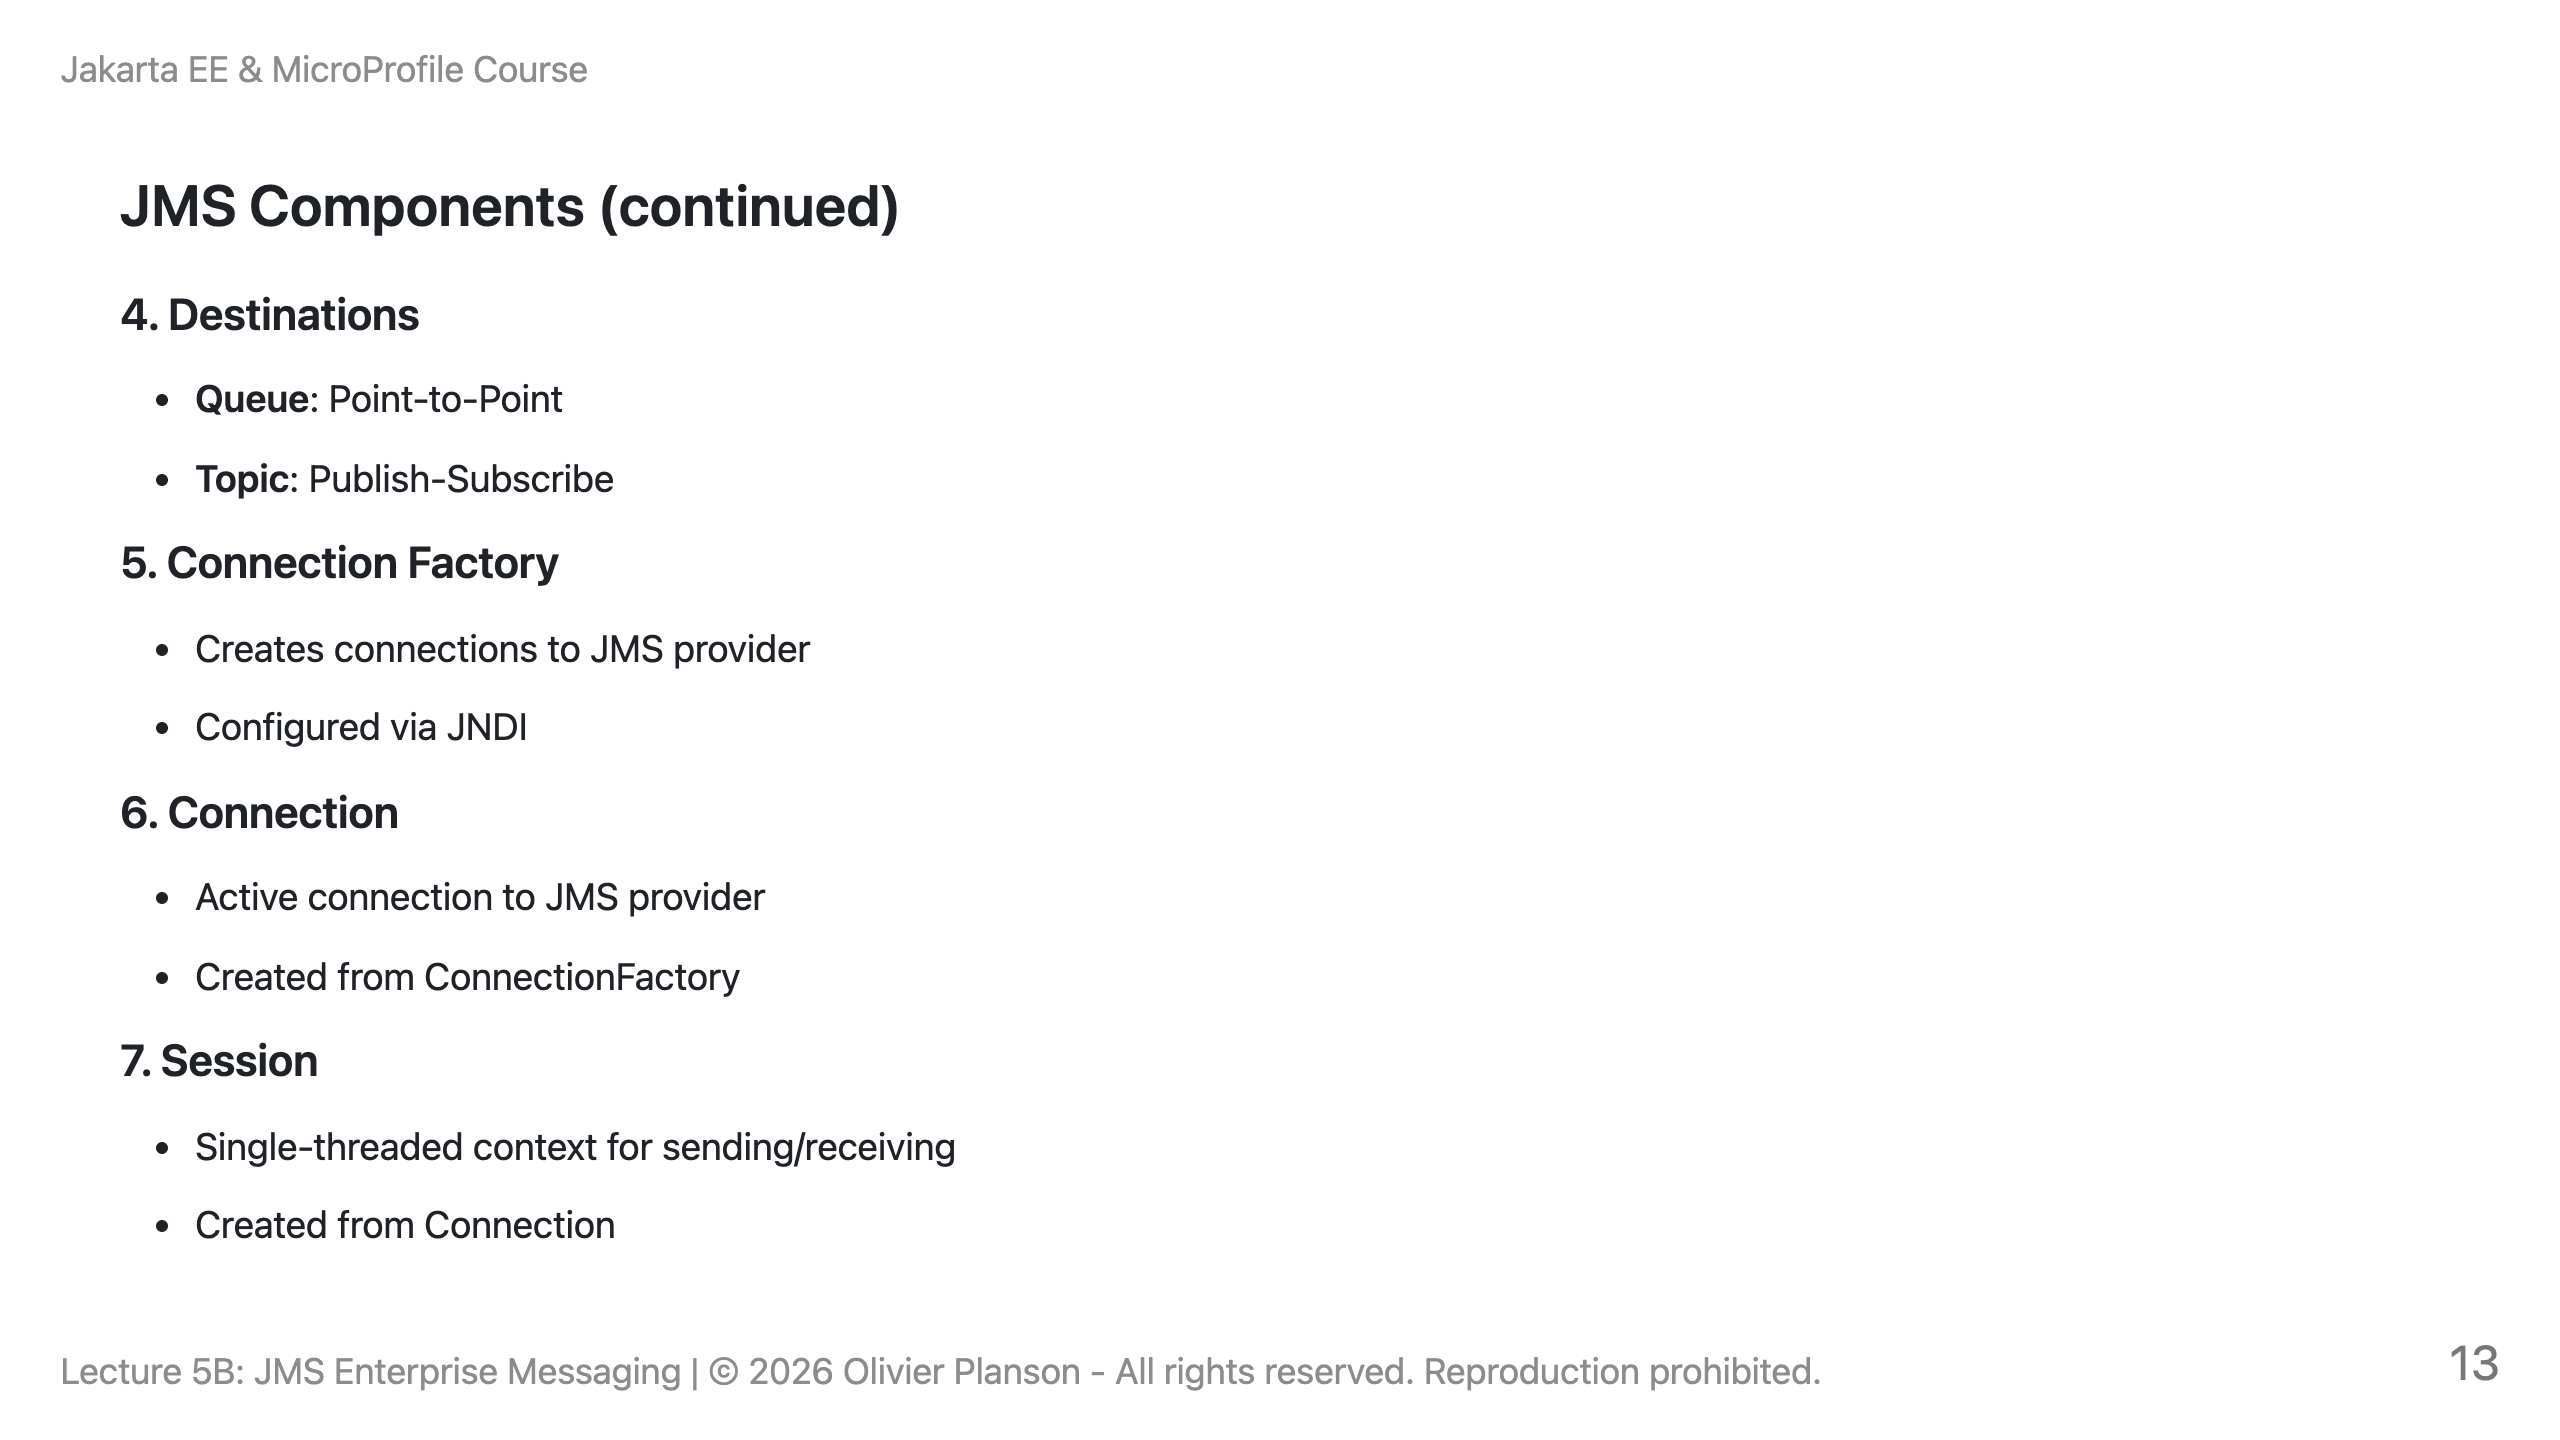 Jakarta EE & MicroProfile Course
JMS Components (continued)
4. Destinations
• Queue: Point-to-Point
• Topic: Publish-Subscribe
5. Connection Factory
• Creates connections to JMS provider
• Configured via JNDI
6. Connection
• Active connection to JMS provider
• Created from ConnectionFactory
7. Session
• Single-threaded context for sending/receiving
• Created from Connection
Lecture 5B: JMS Enterprise Messaging | © 2026 Olivier Planson - All rights reserved. Reproduction prohibited.
13